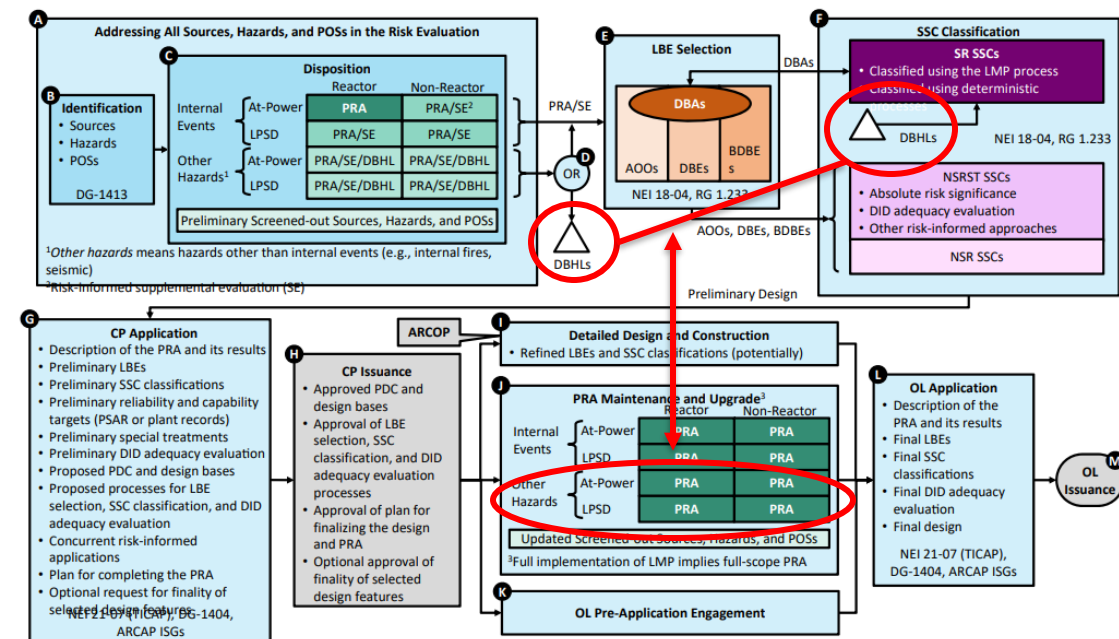 A
Addressing All Sources, Hazards, and POSs in the Risk Evaluation
B
Identification
• Sources
• Hazards
• POSs
DG-1413
C
Disposition
Reactor Non-Reactor
Internal Events
At-Power PRA PRA/SE²
LPSD PRA/SE PRA/SE
Other Hazards¹
At-Power PRA/SE/DBHL PRA/SE/DBHL
LPSD PRA/SE/DBHL PRA/SE/DBHL
Preliminary Screened-out Sources, Hazards, and POSs
¹Other hazards means hazards other than internal events (e.g., internal fires,
seismic)
²Risk-informed supplemental evaluation (SE)
PRA/SE
D
OR
DBHLs
E
LBE Selection
DBAs
AOOs DBEs BDBE
s
NEI 18-04, RG 1.233
DBAs
AOOs, DBEs, BDBEs
F
SSC Classification
SR SSCs
• Classified using the LMP process
• Classified using deterministic
processes
DBHLs
NEI 18-04, RG 1.233
NSRST SSCs
• Absolute risk significance
• DID adequacy evaluation
• Other risk-informed approaches
NSR SSCs
Preliminary Design
G
CP Application
• Description of the PRA and its results
• Preliminary LBEs
• Preliminary SSC classifications
• Preliminary reliability and capability
targets (PSAR or plant records)
• Preliminary special treatments
• Preliminary DID adequacy evaluation
• Proposed PDC and design bases
• Proposed processes for LBE
selection, SSC classification, and DID
adequacy evaluation
• Concurrent risk-informed
applications
• Plan for completing the PRA
• Optional request for finality of
selected design features
NEI 21-07 (TICAP), DG-1404,
ARCAP ISGs
H
CP Issuance
• Approved PDC and
design bases
• Approval of LBE
selection, SSC
classification, and DID
adequacy evaluation
processes
• Approval of plan for
finalizing the design
and PRA
• Optional approval of
finality of selected
design features
ARCOP
I
Detailed Design and Construction
• Refined LBEs and SSC classifications (potentially)
J
PRA Maintenance and Upgrade³
Reactor Non-Reactor
Internal Events
At-Power PRA PRA
LPSD PRA PRA
Other Hazards
At-Power PRA PRA
LPSD PRA PRA
Updated Screened-out Sources, Hazards, and POSs
³Full implementation of LMP implies full-scope PRA
K
OL Pre-Application Engagement
L
OL Application
• Description of the
PRA and its results
• Final LBEs
• Final SSC
classifications
• Final DID adequacy
evaluation
• Final design
NEI 21-07 (TICAP),
DG-1404, ARCAP ISGs
M
OL
Issuance